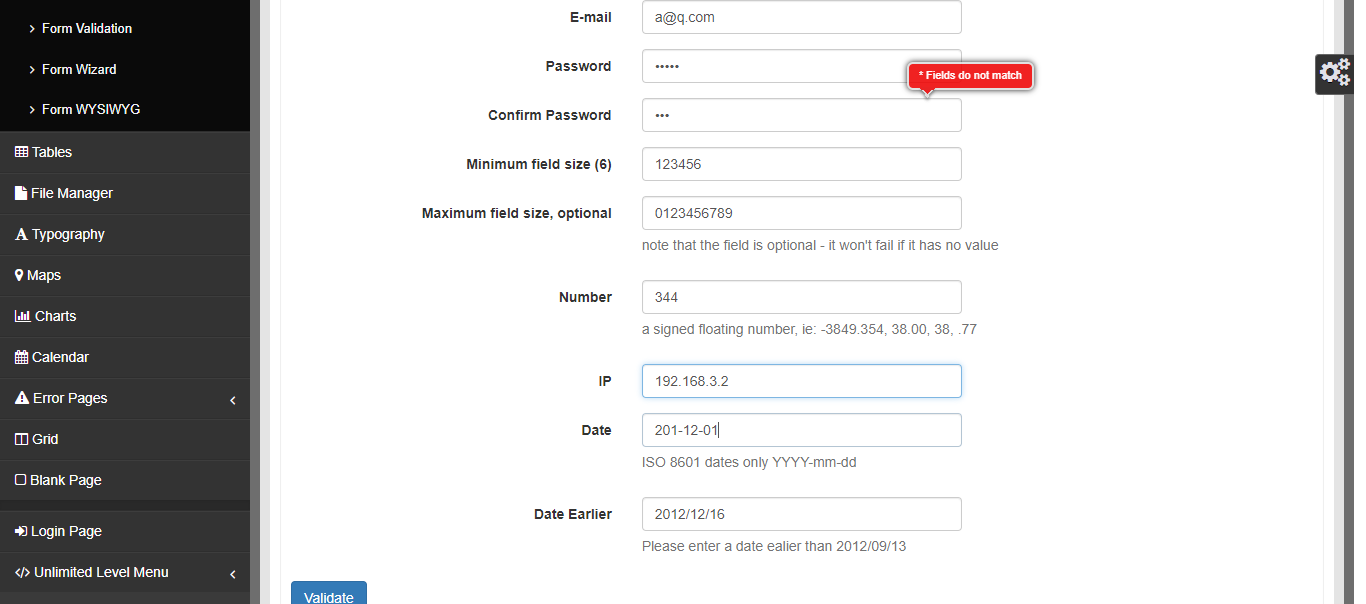 Form Validation
Form Wizard
Form WYSIWYG
Tables
File Manager
Typography
Maps
Charts
Calendar
Error Pages
Grid
Blank Page
Login Page
Unlimited Level Menu
E-mail a@q.com
Password •••••
* Fields do not match
Confirm Password •••
Minimum field size (6) 123456
Maximum field size, optional 0123456789
note that the field is optional - it won't fail if it has no value
Number 344
a signed floating number, ie: -3849.354, 38.00, 38, .77
IP 192.168.3.2
Date 201-12-01
ISO 8601 dates only YYYY-mm-dd
Date Earlier 2012/12/16
Please enter a date ealier than 2012/09/13
Validate